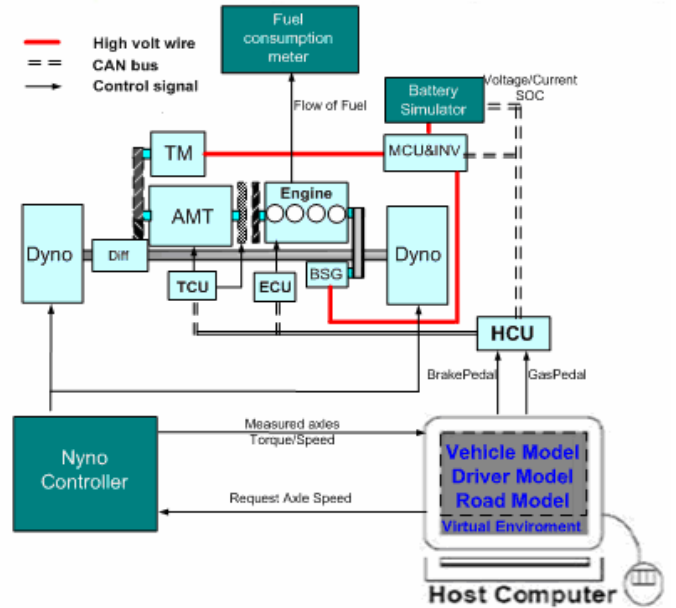 Fuel
consumption
meter
High volt wire
CAN bus
Control signal
Voltage/Current
SOC
Battery
Simulator
Flow of Fuel
TM
MCU&INV
Engine
AMT
Dyno
Diff
Dyno
BSG
TCU
ECU
HCU
BrakePedal
GasPedal
Measured axles
Torque/Speed
Nyno
Controller
Vehicle Model
Driver Model
Road Model
Request Axle Speed
Virtual Enviroment
Host Computer